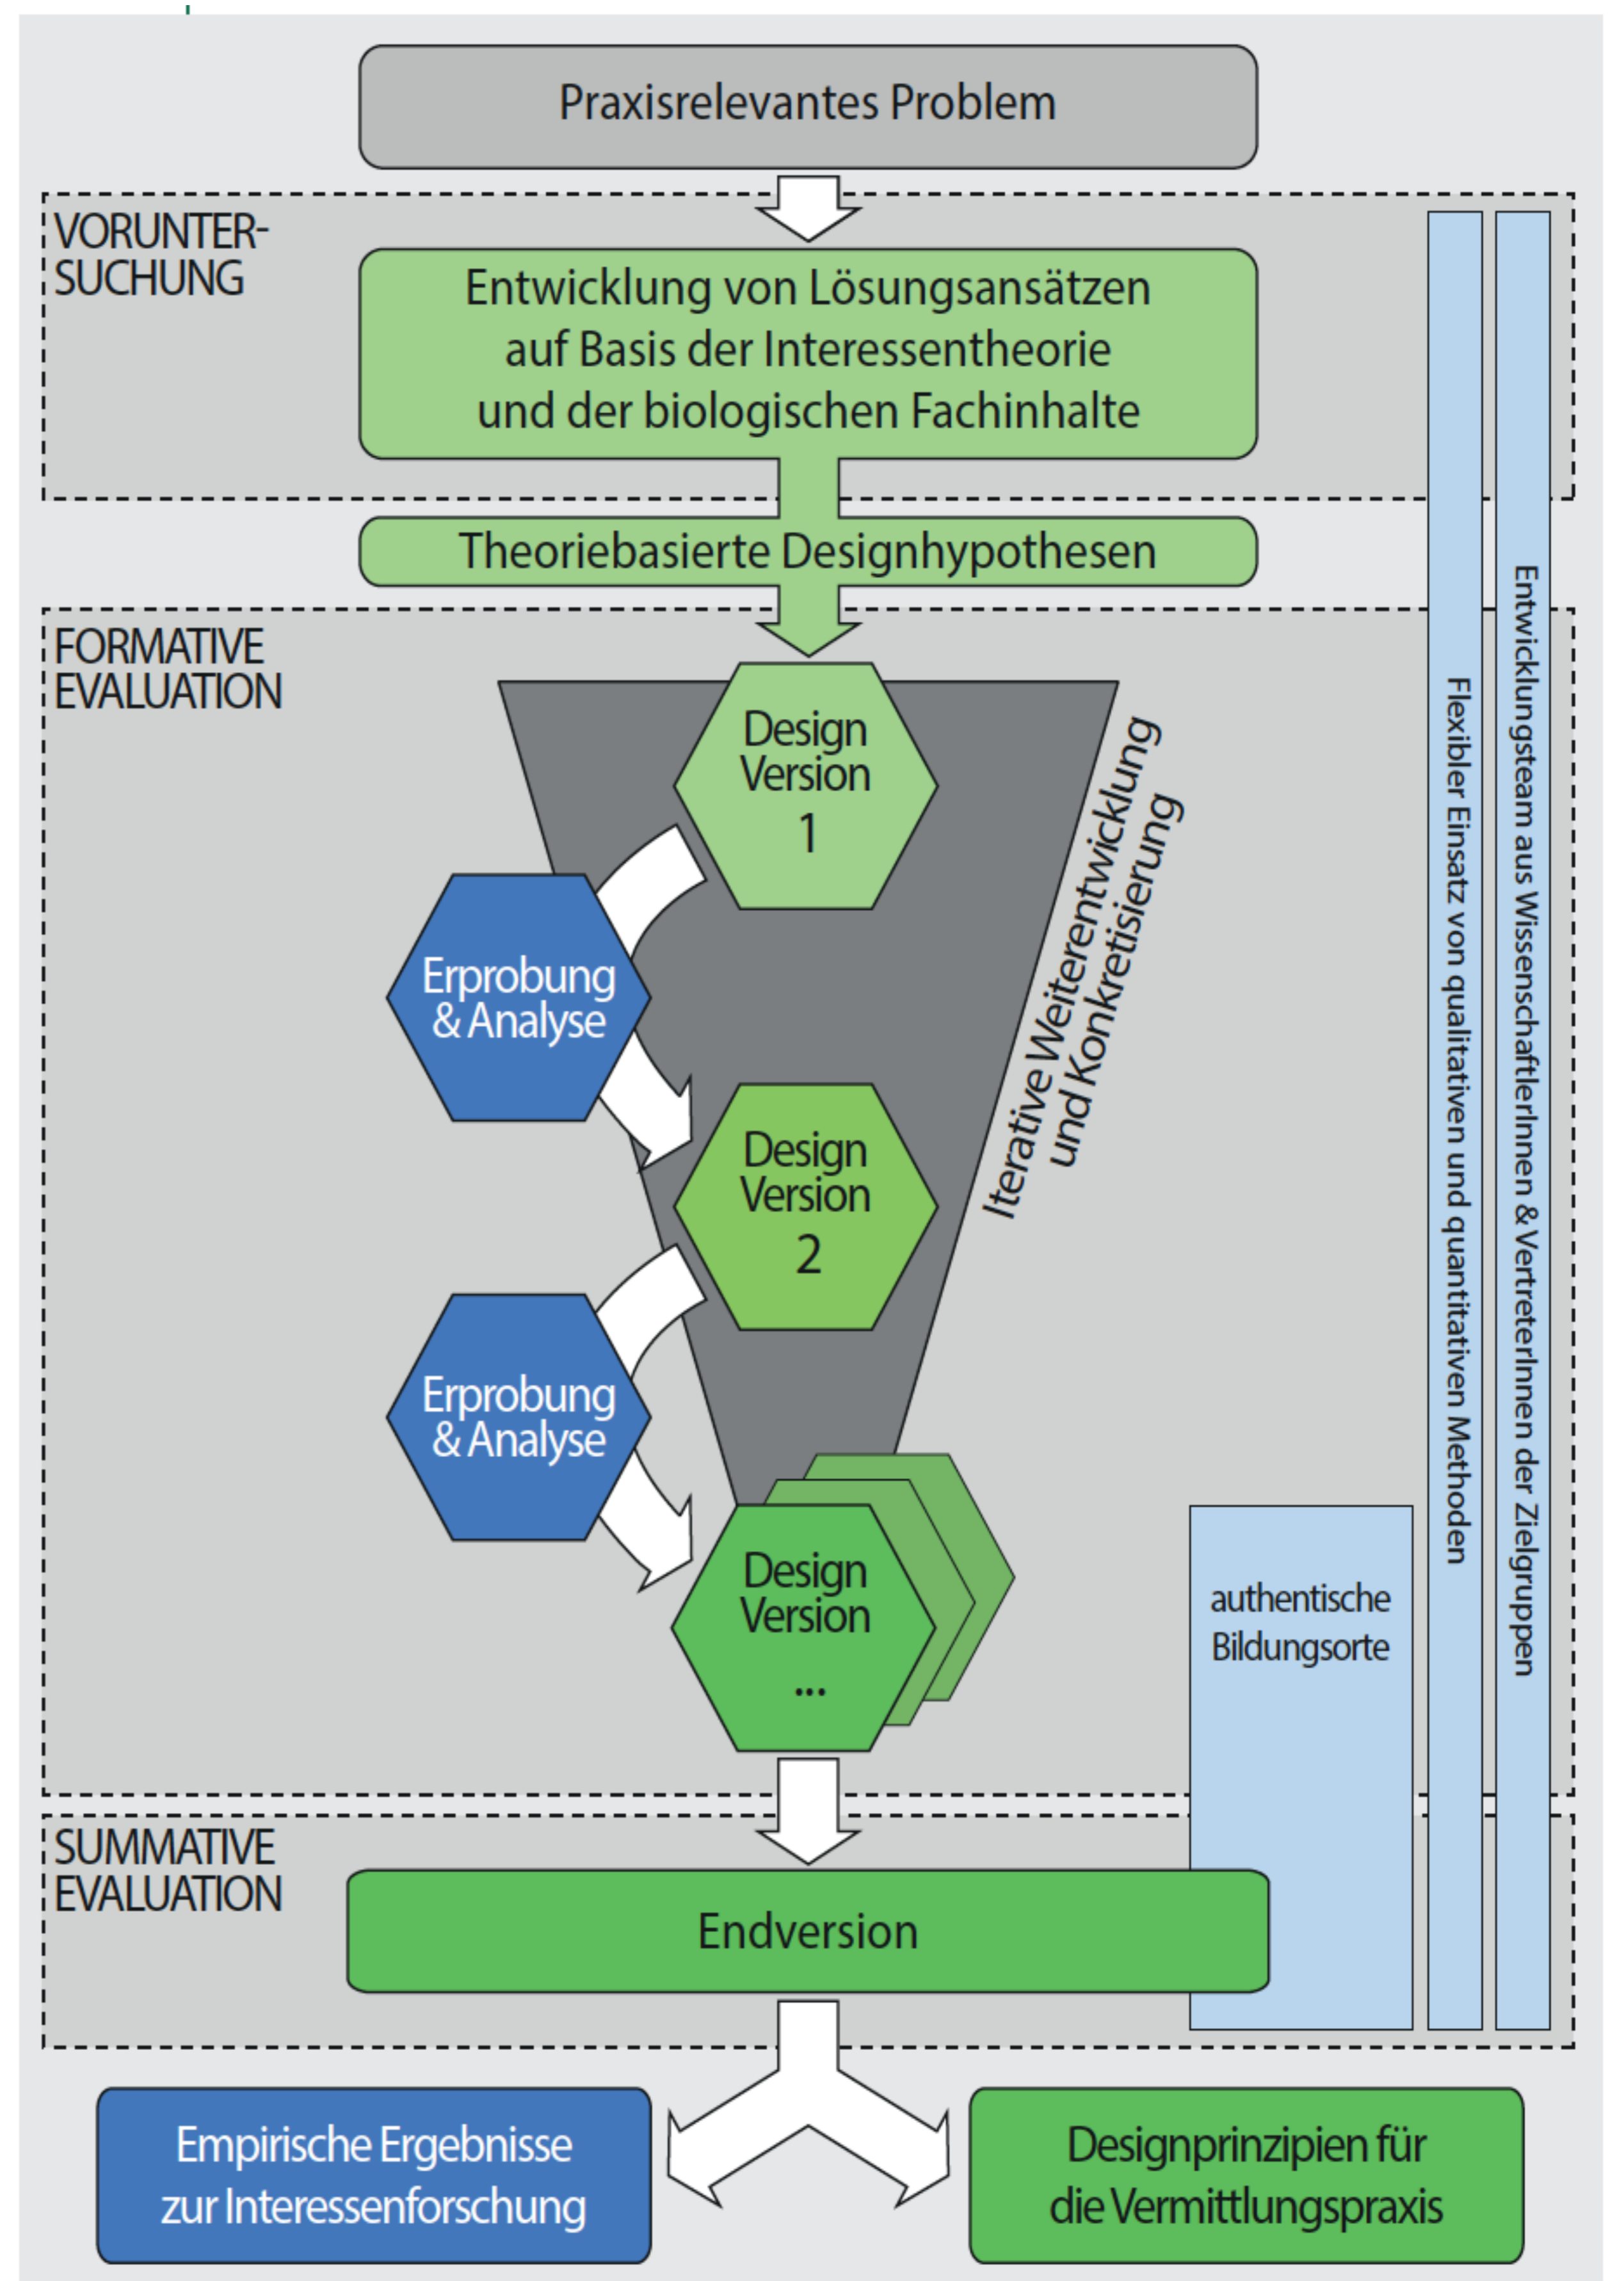 Praxisrelevantes Problem
VORUNTER-
SUCHUNG
Entwicklung von Lösungsansätzen
auf Basis der Interessentheorie
und der biologischen Fachinhalte
Theoriebasierte Designhypothesen
FORMATIVE
EVALUATION
Design
Version
1
Iterative Weiterentwicklung
und Konkretisierung
Erprobung
& Analyse
Design
Version
2
Erprobung
& Analyse
Design
Version
...
authentische
Bildungsorte
Flexibler Einsatz von qualitativen und quantitativen Methoden
Entwicklungsteam aus WissenschaftlerInnen & VertreterInnen der Zielgruppen
SUMMATIVE
EVALUATION
Endversion
Empirische Ergebnisse
zur Interessenforschung
Designprinzipien für
die Vermittlungspraxis